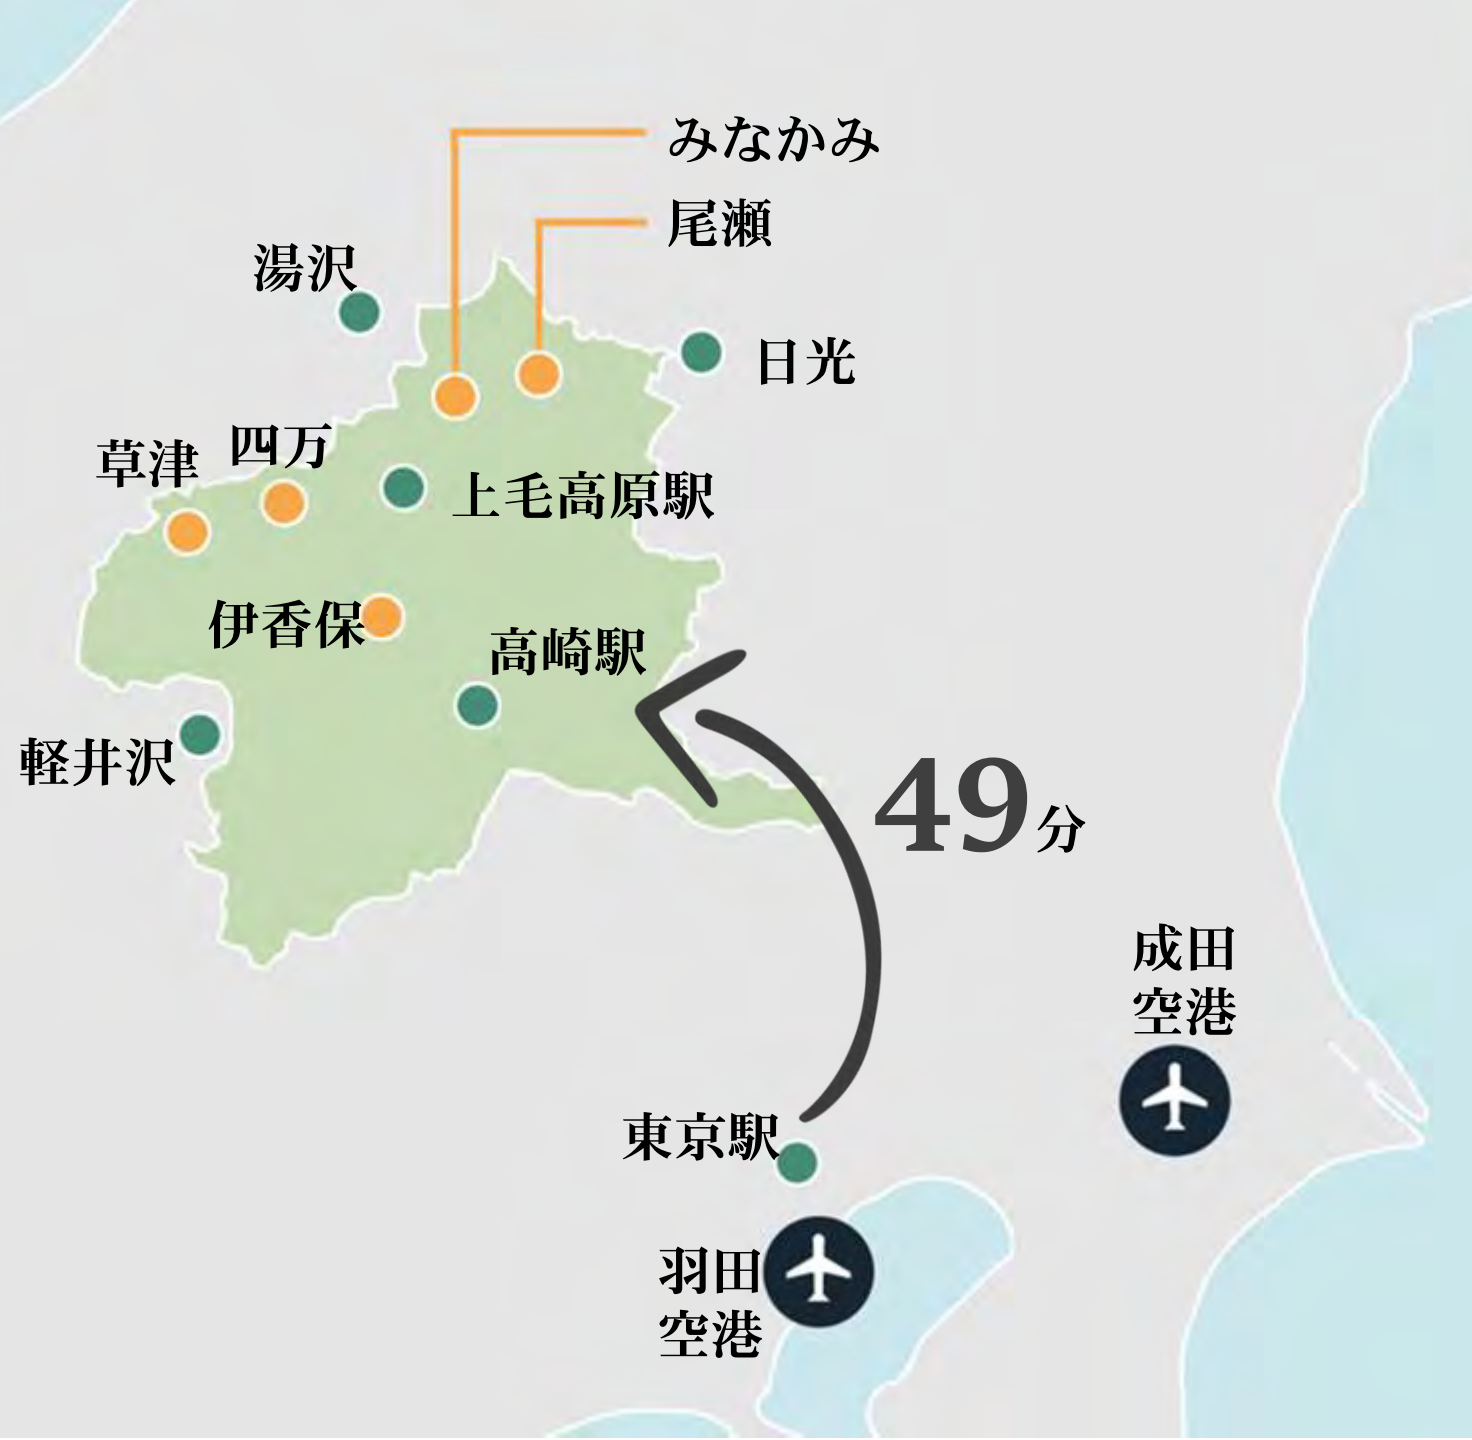 みなかみ
尾瀬
湯沢
日光
四万
草津
上毛高原駅
伊香保
高崎駅
軽井沢
49分
成田
空港
東京駅
羽田
空港